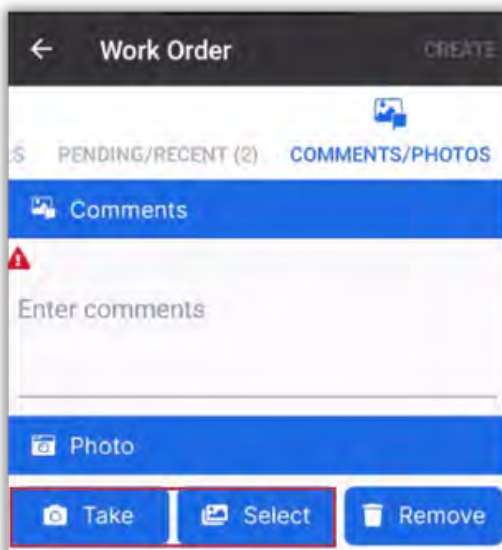 Work Order CREATE
S PENDING/RECENT (2) COMMENTS/PHOTOS
Comments
Enter comments
Photo
Take Select Remove